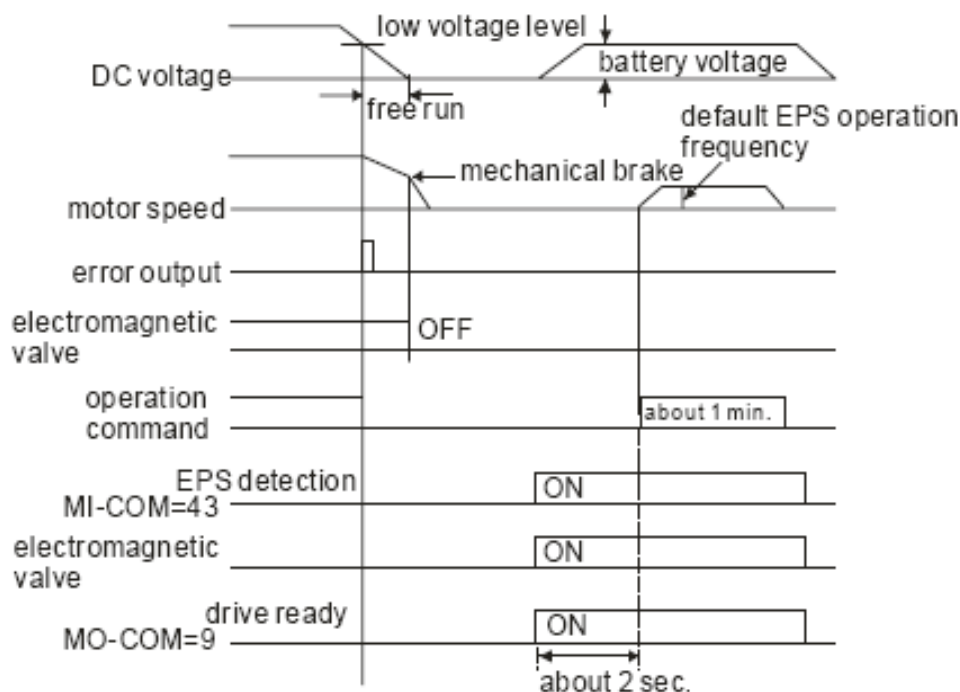 low voltage level
DC voltage
battery voltage
free run
default EPS operation
frequency
mechanical brake
motor speed
error output
electromagnetic
valve
OFF
operation
command
about 1 min.
EPS detection
MI-COM=43
ON
electromagnetic
valve
ON
drive ready
MO-COM=9
ON
about 2 sec.